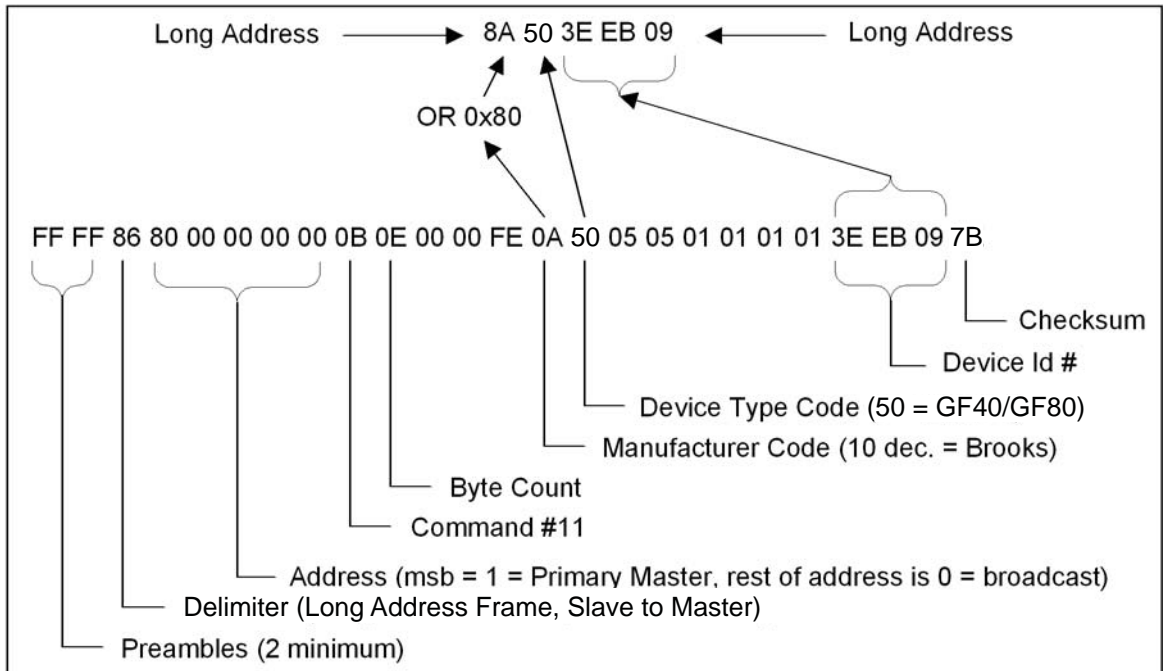 Long Address 8A 50 3E EB 09 Long Address
OR 0x80
FF FF 86 80 00 00 00 00 0B 0E 00 00 FE 0A 50 05 05 01 01 01 01 3E EB 09 7B
Checksum
Device Id #
Device Type Code (50 = GF40/GF80)
Manufacturer Code (10 dec. = Brooks)
Byte Count
Command #11
Address (msb = 1 = Primary Master, rest of address is 0 = broadcast)
Delimiter (Long Address Frame, Slave to Master)
Preambles (2 minimum)